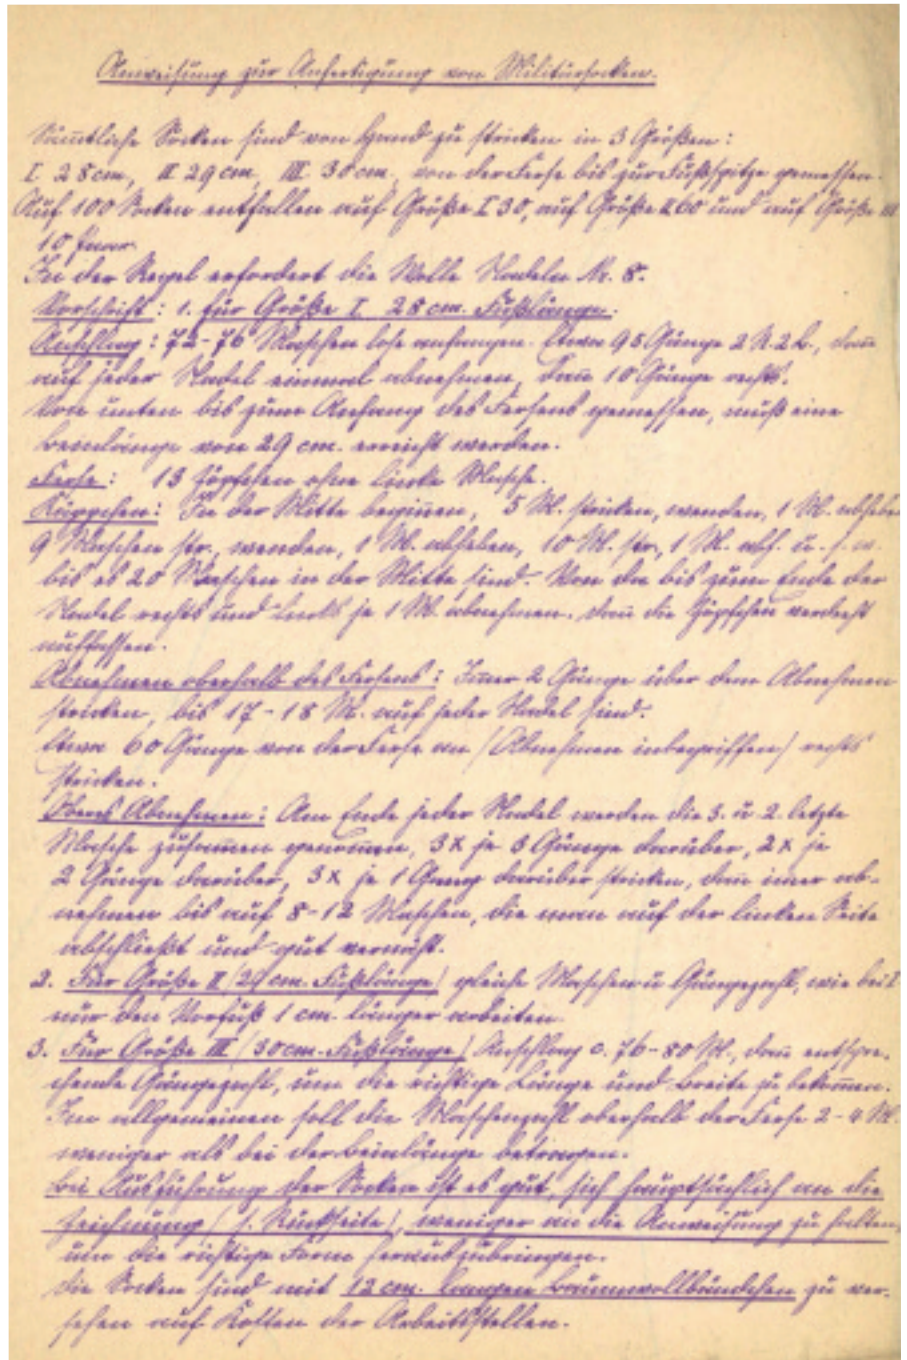 Anweisung zur Anfertigung von Militärsocken.
Sämtliche Socken sind von Hand zu stricken in 3 Größen:
I 28 cm, II 29 cm, III 30 cm, von der Ferse bis zur Fußspitze gemessen.
Auf 100 Socken entfallen auf Größe I 30, auf Größe II 60 und auf Größe III
10 Paar.
In der Regel erfordert die Wolle Nadeln Nr. 8.
Vorschrift: 1. für Größe I 28 cm. Fußlänge.
Anschlag: 72-76 Maschen lose anfangen. Etwa 95 Gänge 2 R. 2 L., dann
auf jeder Nadel einmal abnehmen, dann 10 Gänge rechts.
Von unten bis zum Anfang des Fersens gemessen, muß eine
Beinlänge von 29 cm. erreicht werden.
Ferse: 13 Zöpfchen ohne linke Masche.
Käppchen: In der Mitte beginnen, 5 M. stricken, wenden, 1 M. abheben
9 Maschen str., wenden, 1 M. abheben, 10 M. str., 1 M. abh. u. s. w.
bis es 20 Maschen in der Mitte sind. Von da bis zum Ende der
Nadel rechts und links je 1 M. abnehmen. Dann die Zöpfchen verdreht
auffassen.
Abnehmen oberhalb des Fersens: Immer 2 Gänge über dem Abnehmen
stricken, bis 17-18 M. auf jeder Nadel sind.
Etwa 60 Gänge von der Ferse an (Abnehmen inbegriffen) rechts
stricken.
Oberes Abnehmen: Am Ende jeder Nadel werden die 3. u. 2. letzte
Masche zusammen genommen, 3x je 3 Gänge darüber, 2x je
2 Gänge darüber, 3x je 1 Gang darüber stricken, dann immer ab-
nehmen bis auf 8-12 Maschen, die man auf der linken Seite
abschließt und gut vernäht.
2. Für Größe II (29 cm. Fußlänge) gleiche Maschen u. Gängezahl, wie bei I
nur den Vorfuß 1 cm. länger arbeiten.
3. Für Größe III (30 cm. Fußlänge) Anschlag c. 76-80 M., dann entspre-
chende Gängezahl, um die richtige Länge und Breite zu bekommen.
Im allgemeinen soll die Maschenzahl oberhalb der Ferse 2-4 M.
weniger als bei der Beinlänge betragen.
Bei Ausführung der Socken ist es gut, sich hauptsächlich an die
Zeichnung (s. Rückseite), weniger an die Anweisung zu halten,
um die richtige Form herauszubringen.
Die Socken sind mit 12 cm. langen Baumwollbändchen zu ver-
sehen auf Kosten der Arbeitsstellen.